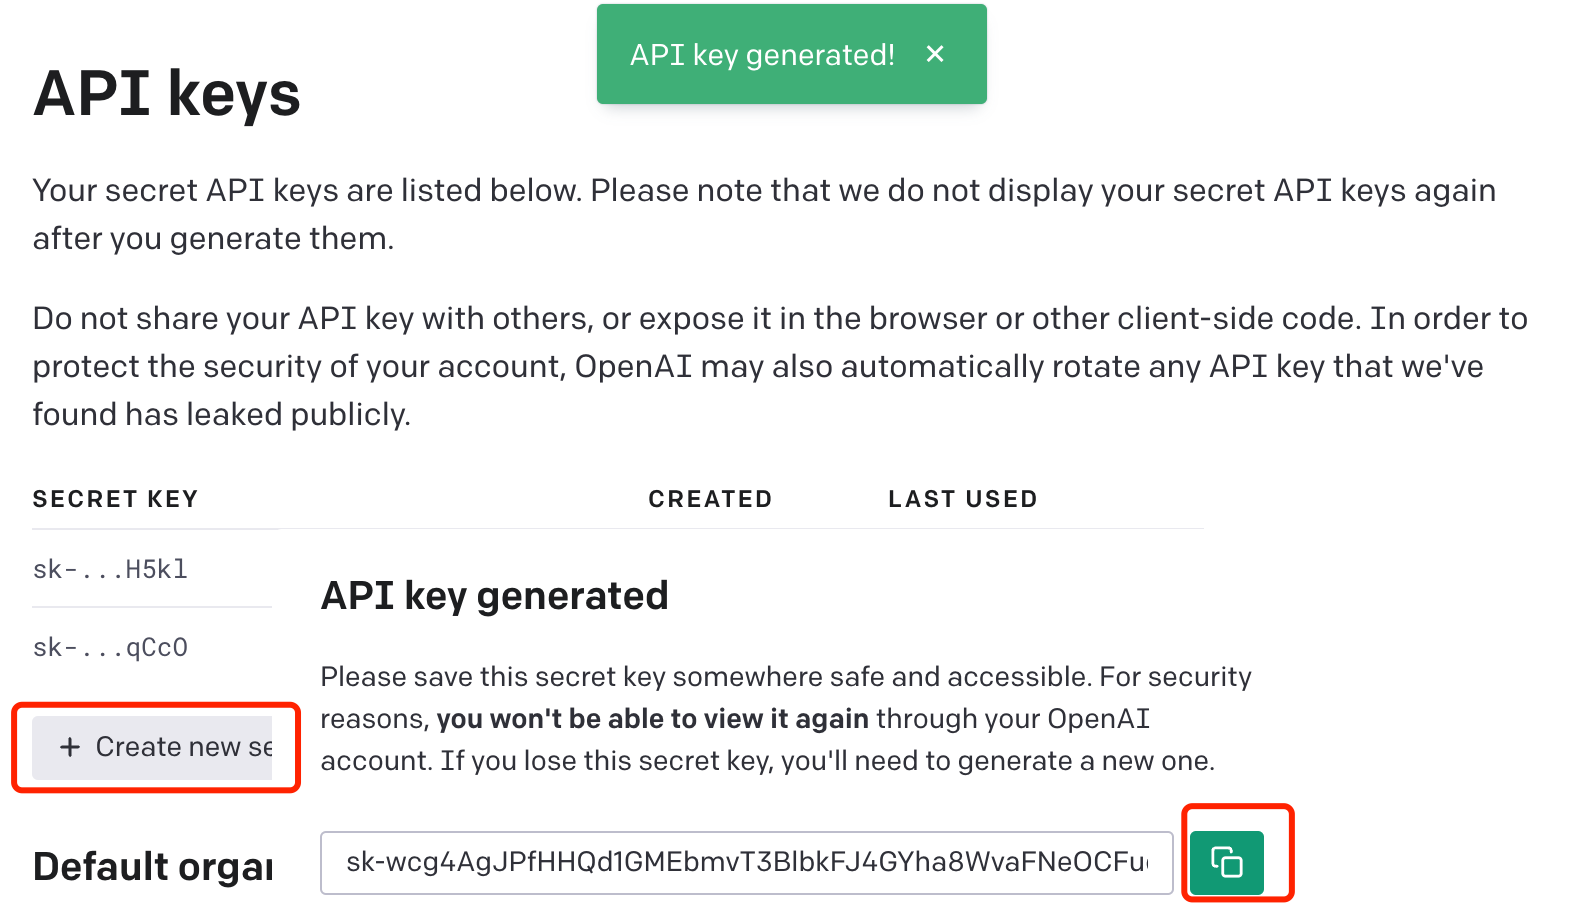 API key generated! ×
API keys
Your secret API keys are listed below. Please note that we do not display your secret API keys again
after you generate them.
Do not share your API key with others, or expose it in the browser or other client-side code. In order to
protect the security of your account, OpenAI may also automatically rotate any API key that we've
found has leaked publicly.
SECRET KEY CREATED LAST USED
sk-...H5kl
sk-...qCcO
+ Create new se
API key generated
Please save this secret key somewhere safe and accessible. For security
reasons, you won't be able to view it again through your OpenAI
account. If you lose this secret key, you'll need to generate a new one.
Default organ
sk-wcg4AgJPfHHQd1GMEbmvT3BlbkFJ4GYha8WvaFNeOCFu